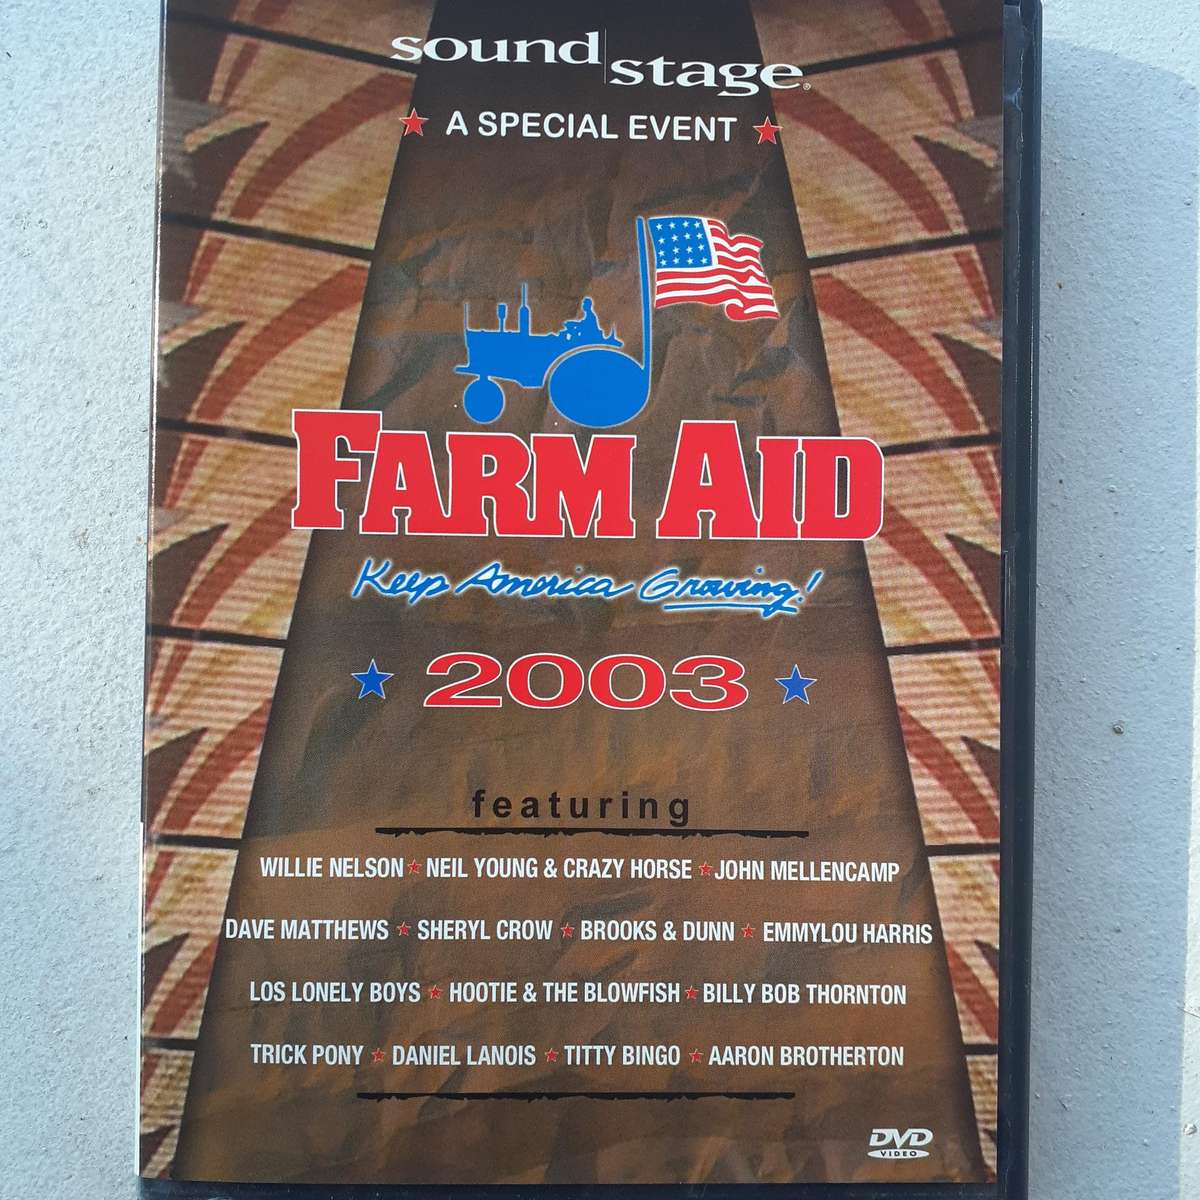 sound stage®
★ A SPECIAL EVENT ★
FARM AID
Keep America Growing!
★ 2003 ★
featuring
WILLIE NELSON ★ NEIL YOUNG & CRAZY HORSE ★ JOHN MELLENCAMP
DAVE MATTHEWS ★ SHERYL CROW ★ BROOKS & DUNN ★ EMMYLOU HARRIS
LOS LONELY BOYS ★ HOOTIE & THE BLOWFISH ★ BILLY BOB THORNTON
TRICK PONY ★ DANIEL LANOIS ★ TITTY BINGO ★ AARON BROTHERTON
DVD
VIDEO